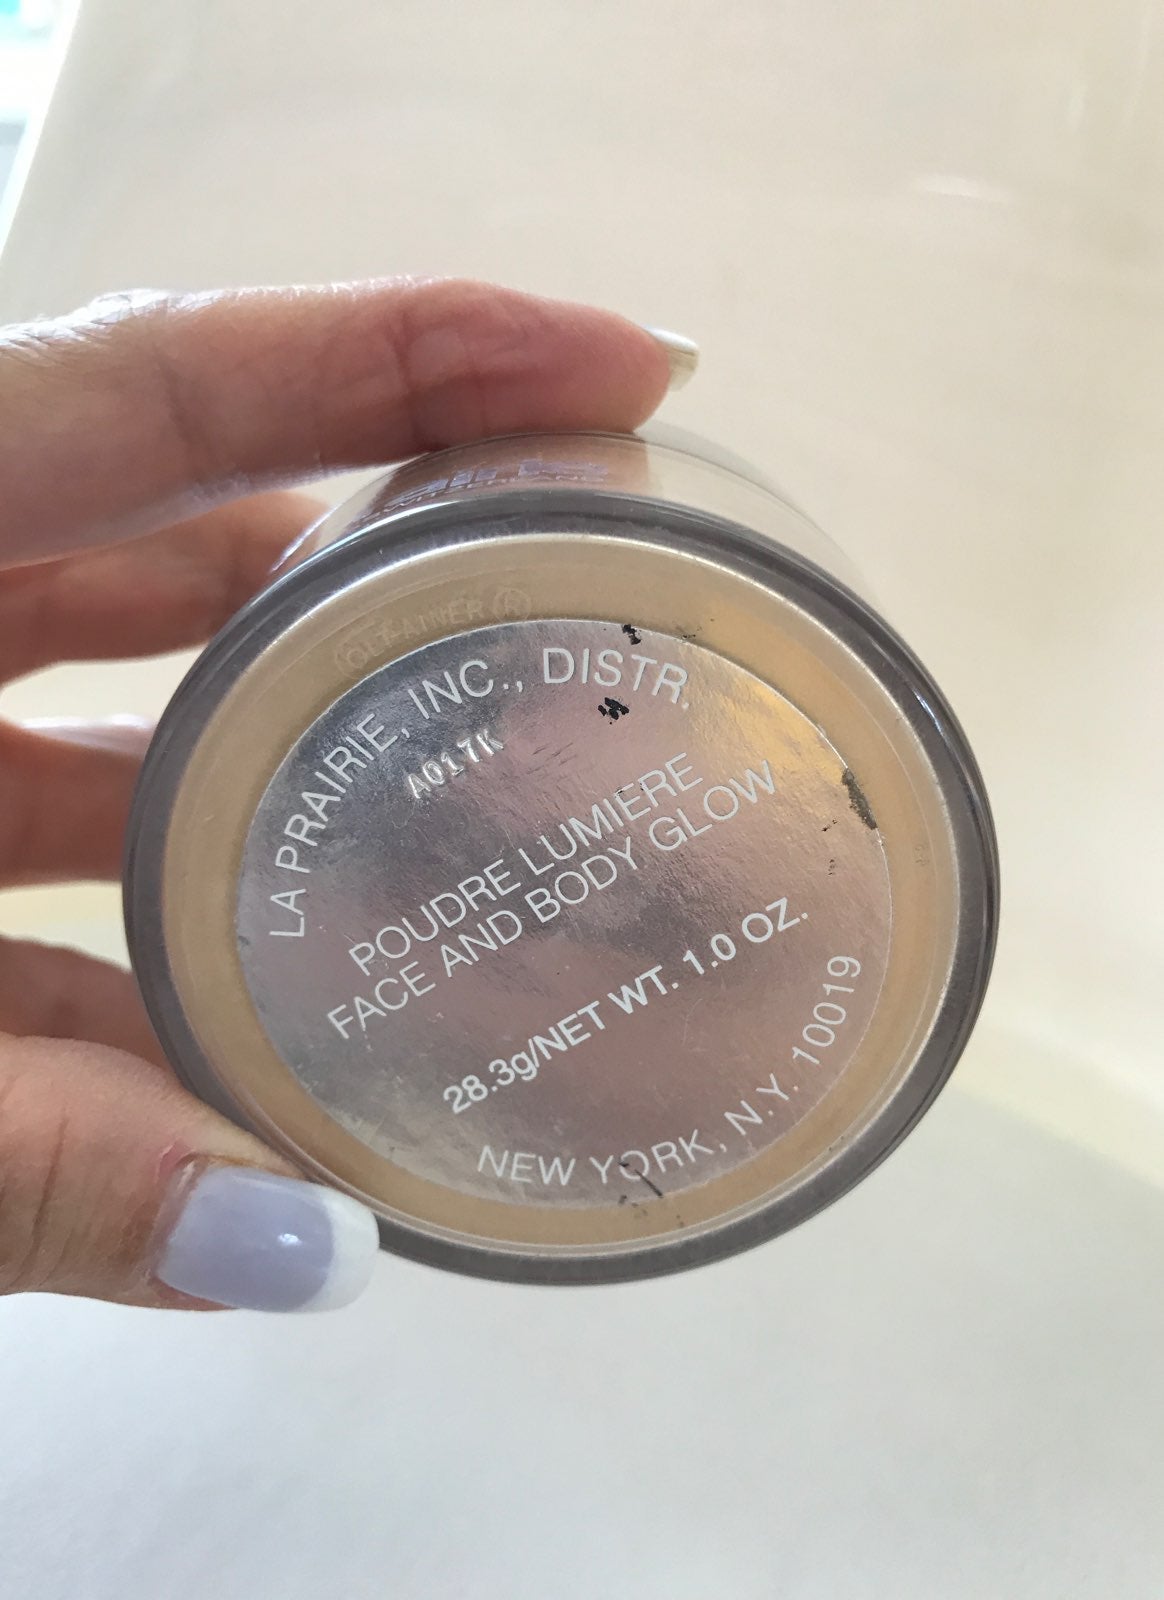 LA PRAIRIE, INC., DISTR.
A017K
POUDRE LUMIERE
FACE AND BODY GLOW
28.3g/NET WT. 1.0 OZ.
NEW YORK, N.Y. 10019